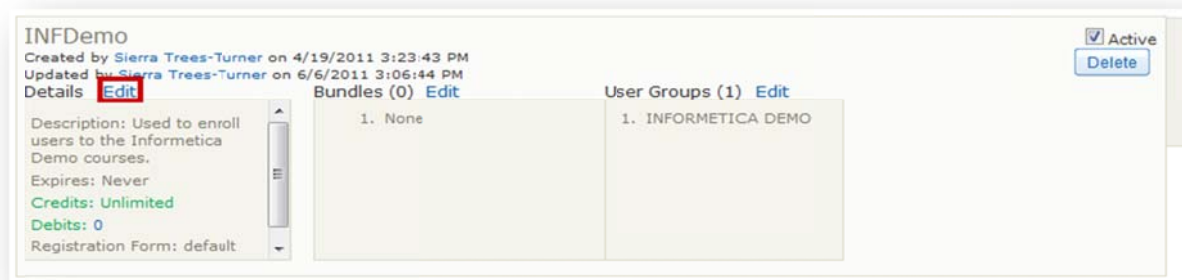 INFDemo
Active
Created by Sierra Trees-Turner on 4/19/2011 3:23:43 PM
Delete
Updated by Sierra Trees-Turner on 6/6/2011 3:06:44 PM
Details Edit Bundles (0) Edit User Groups (1) Edit
Description: Used to enroll
users to the Informetica
Demo courses.
Expires: Never
Credits: Unlimited
Debits: 0
Registration Form: default
1. None
1. INFORMETICA DEMO